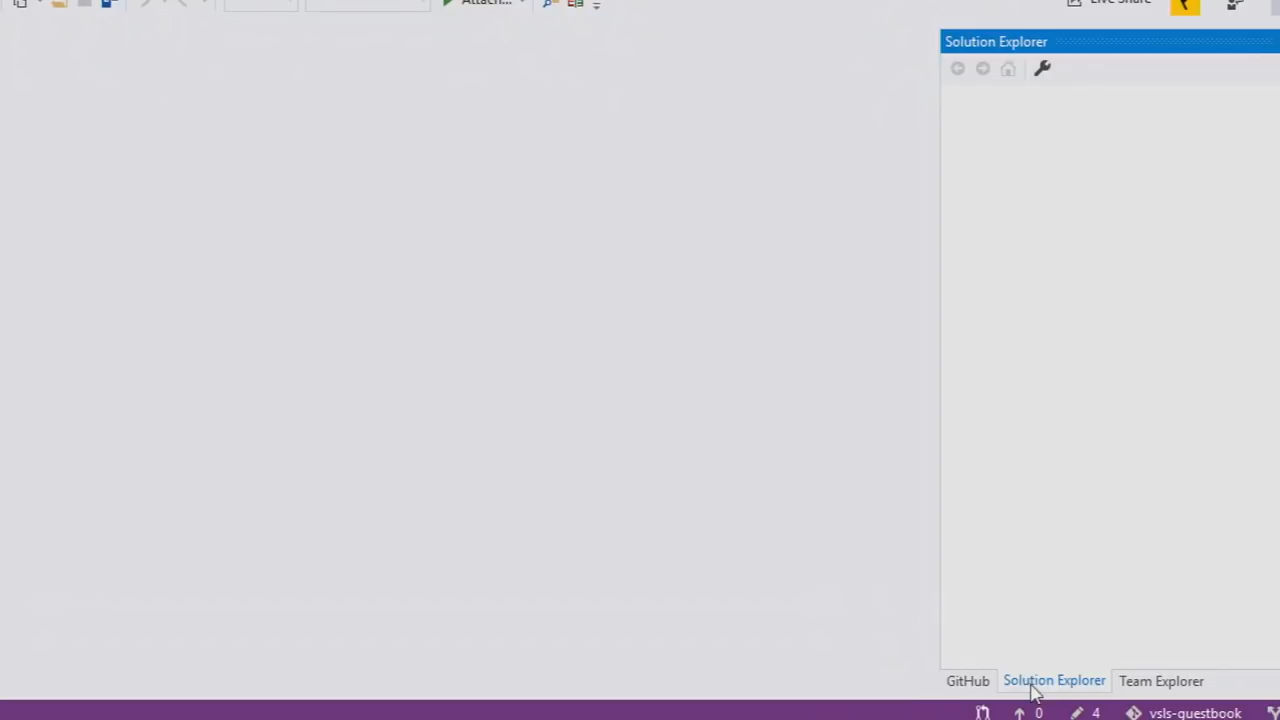 Attach...
Live Share
Solution Explorer
GitHub
Solution Explorer
Team Explorer
0
4
vsls-guestbook